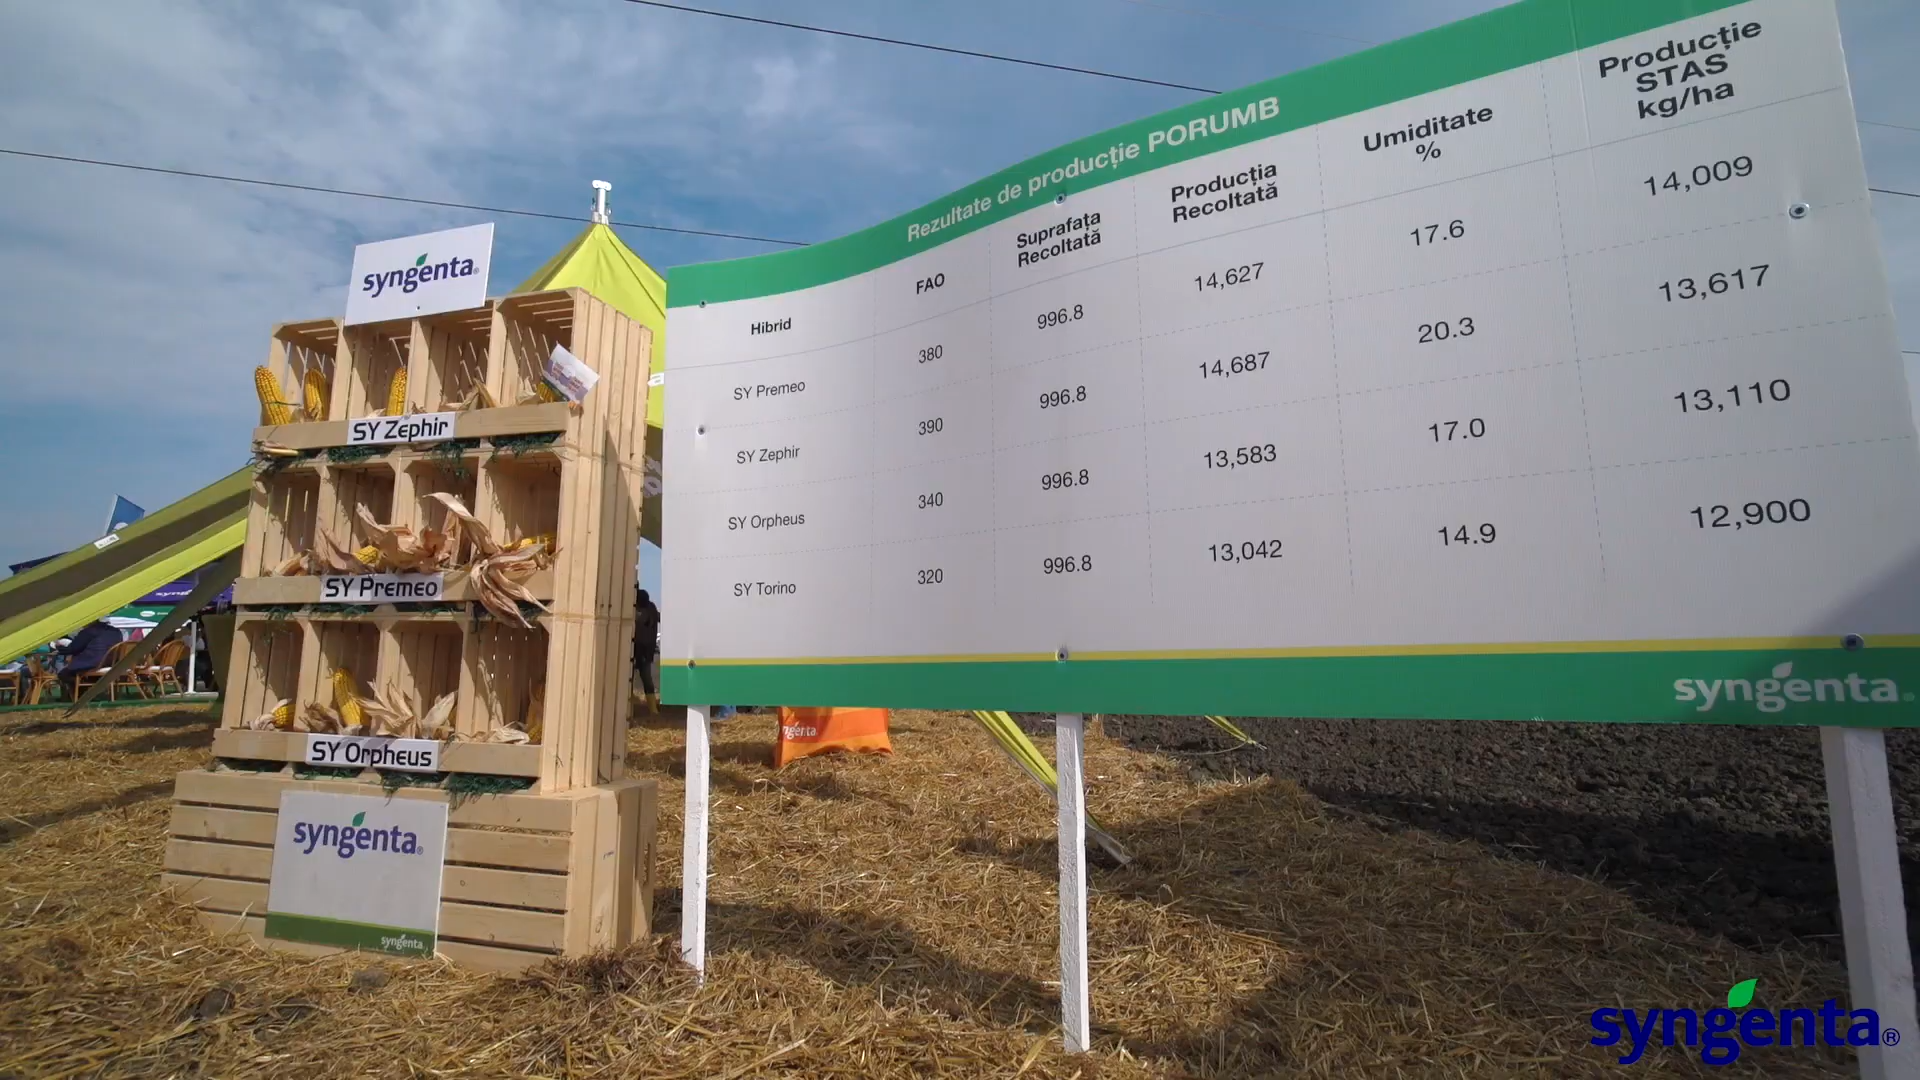 syngenta
SY Zephir
SY Premeo
SY Orpheus
syngenta
syngenta
Rezultate de producție PORUMB
Hibrid FAO Suprafața Recoltată Producția Recoltată Umiditate % Producție STAS kg/ha
SY Premeo 380 996.8 14,627 17.6 14,009
SY Zephir 390 996.8 14,687 20.3 13,617
SY Orpheus 340 996.8 13,583 17.0 13,110
SY Torino 320 996.8 13,042 14.9 12,900
syngenta
syngenta®